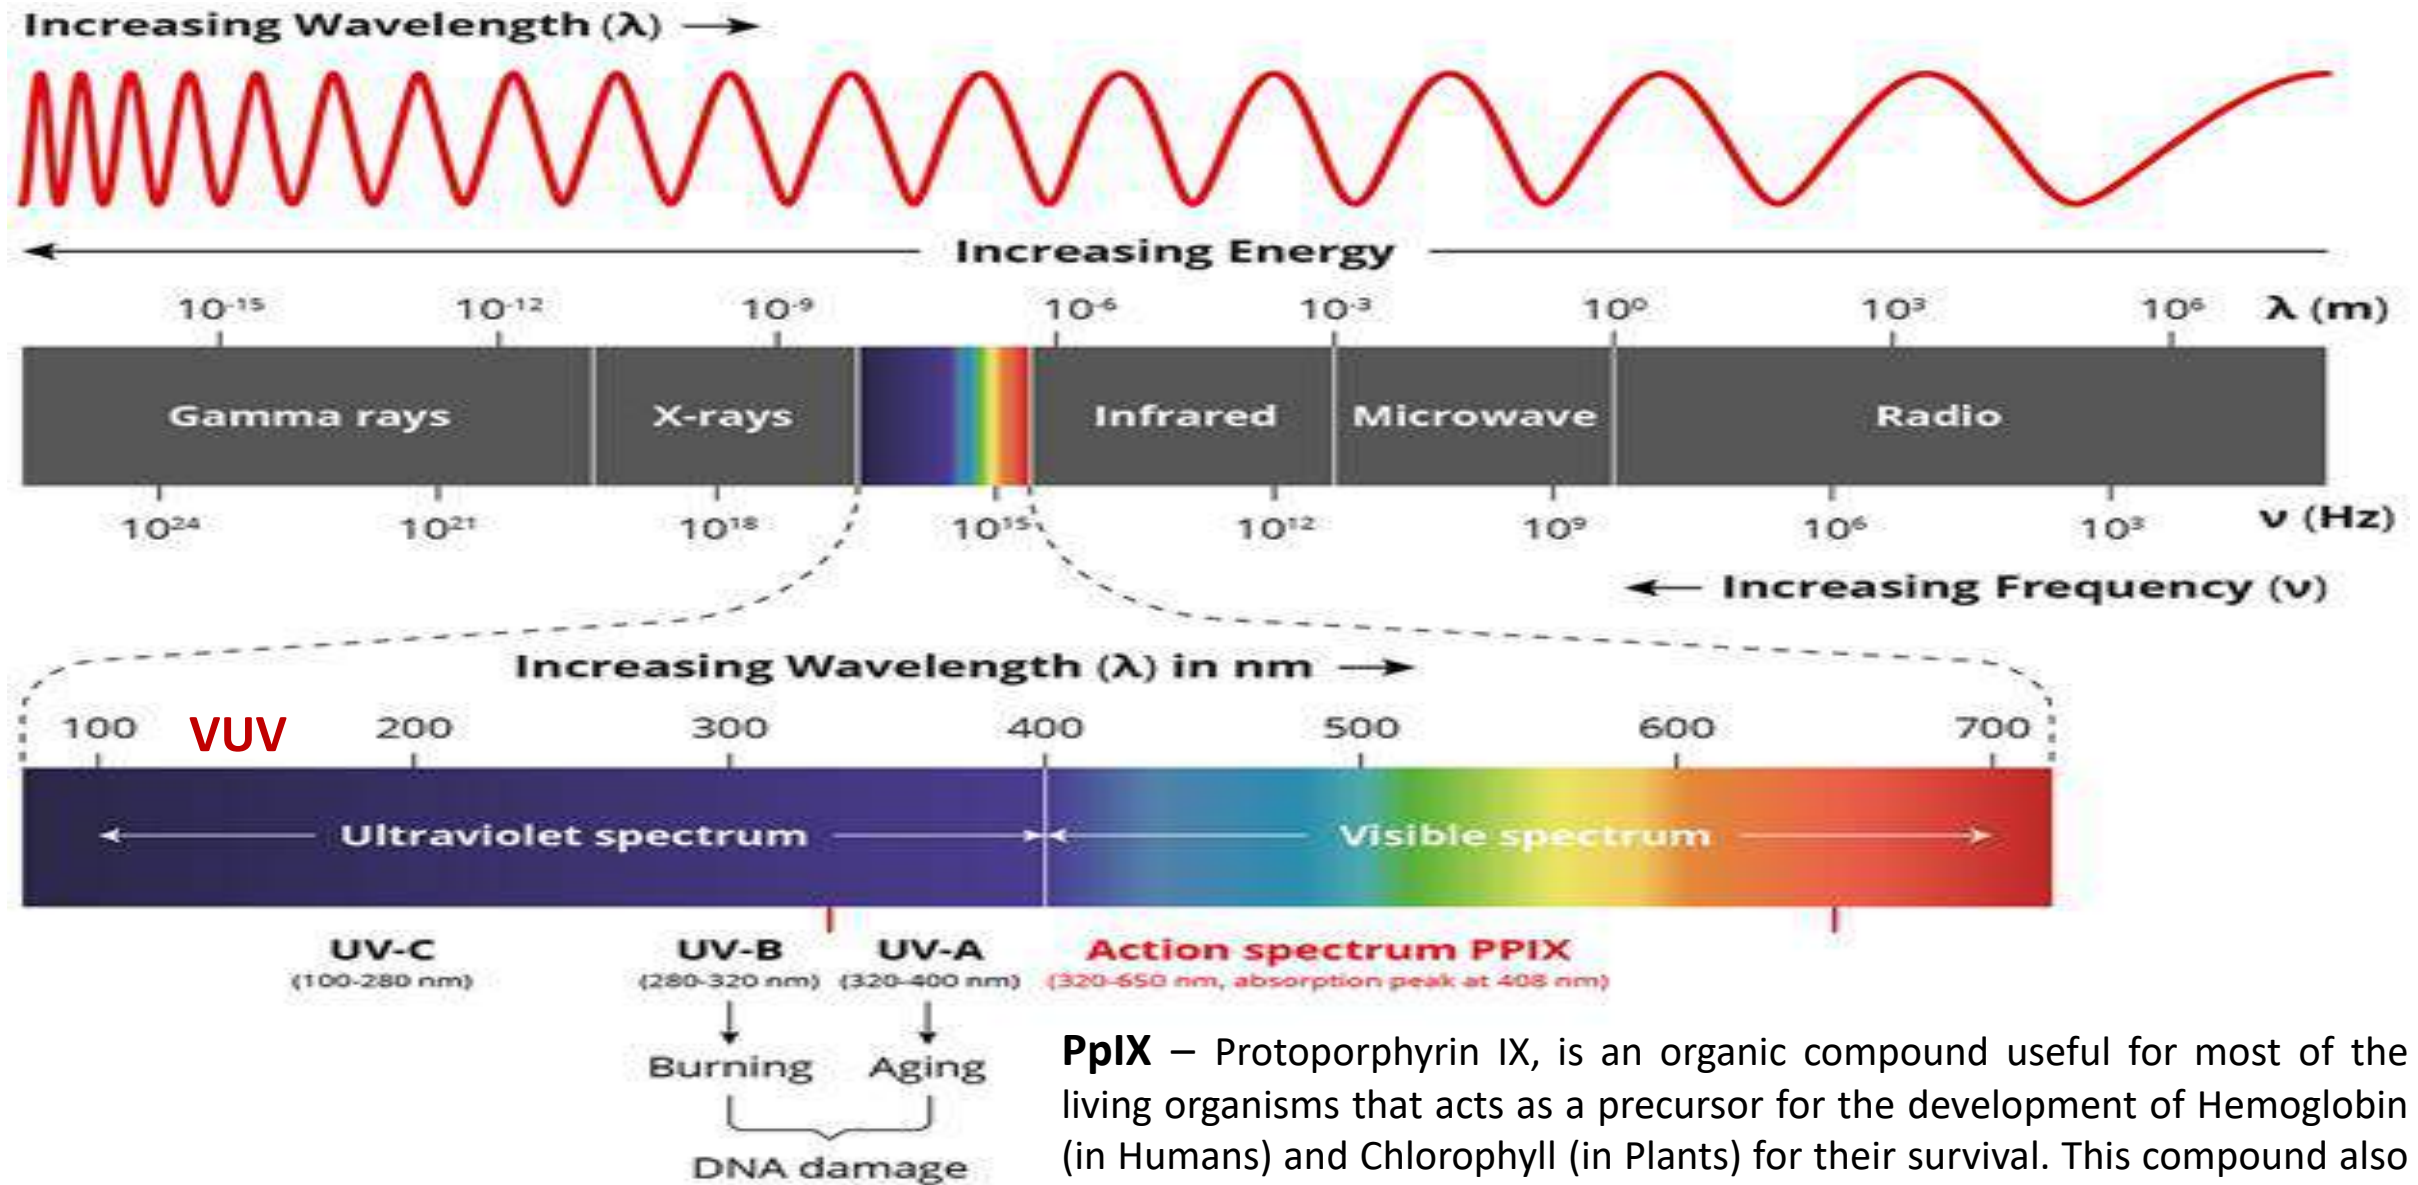 Increasing Wavelength (λ) →
Increasing Energy
10⁻¹⁵ 10⁻¹² 10⁻⁹ 10⁻⁶ 10⁻³ 10⁰ 10³ 10⁶ λ (m)
Gamma rays X-rays Infrared Microwave Radio
10²⁴ 10²¹ 10¹⁸ 10¹⁵ 10¹² 10⁹ 10⁶ 10³ ν (Hz)
← Increasing Frequency (ν)
Increasing Wavelength (λ) in nm →
100 VUV 200 300 400 500 600 700
Ultraviolet spectrum Visible spectrum
UV-C UV-B UV-A Action spectrum PPIX
(100-280 nm) (280-320 nm) (320-400 nm) (320-650 nm, absorption peak at 408 nm)
Burning Aging
DNA damage
PpIX – Protoporphyrin IX, is an organic compound useful for most of the
living organisms that acts as a precursor for the development of Hemoglobin
(in Humans) and Chlorophyll (in Plants) for their survival. This compound also